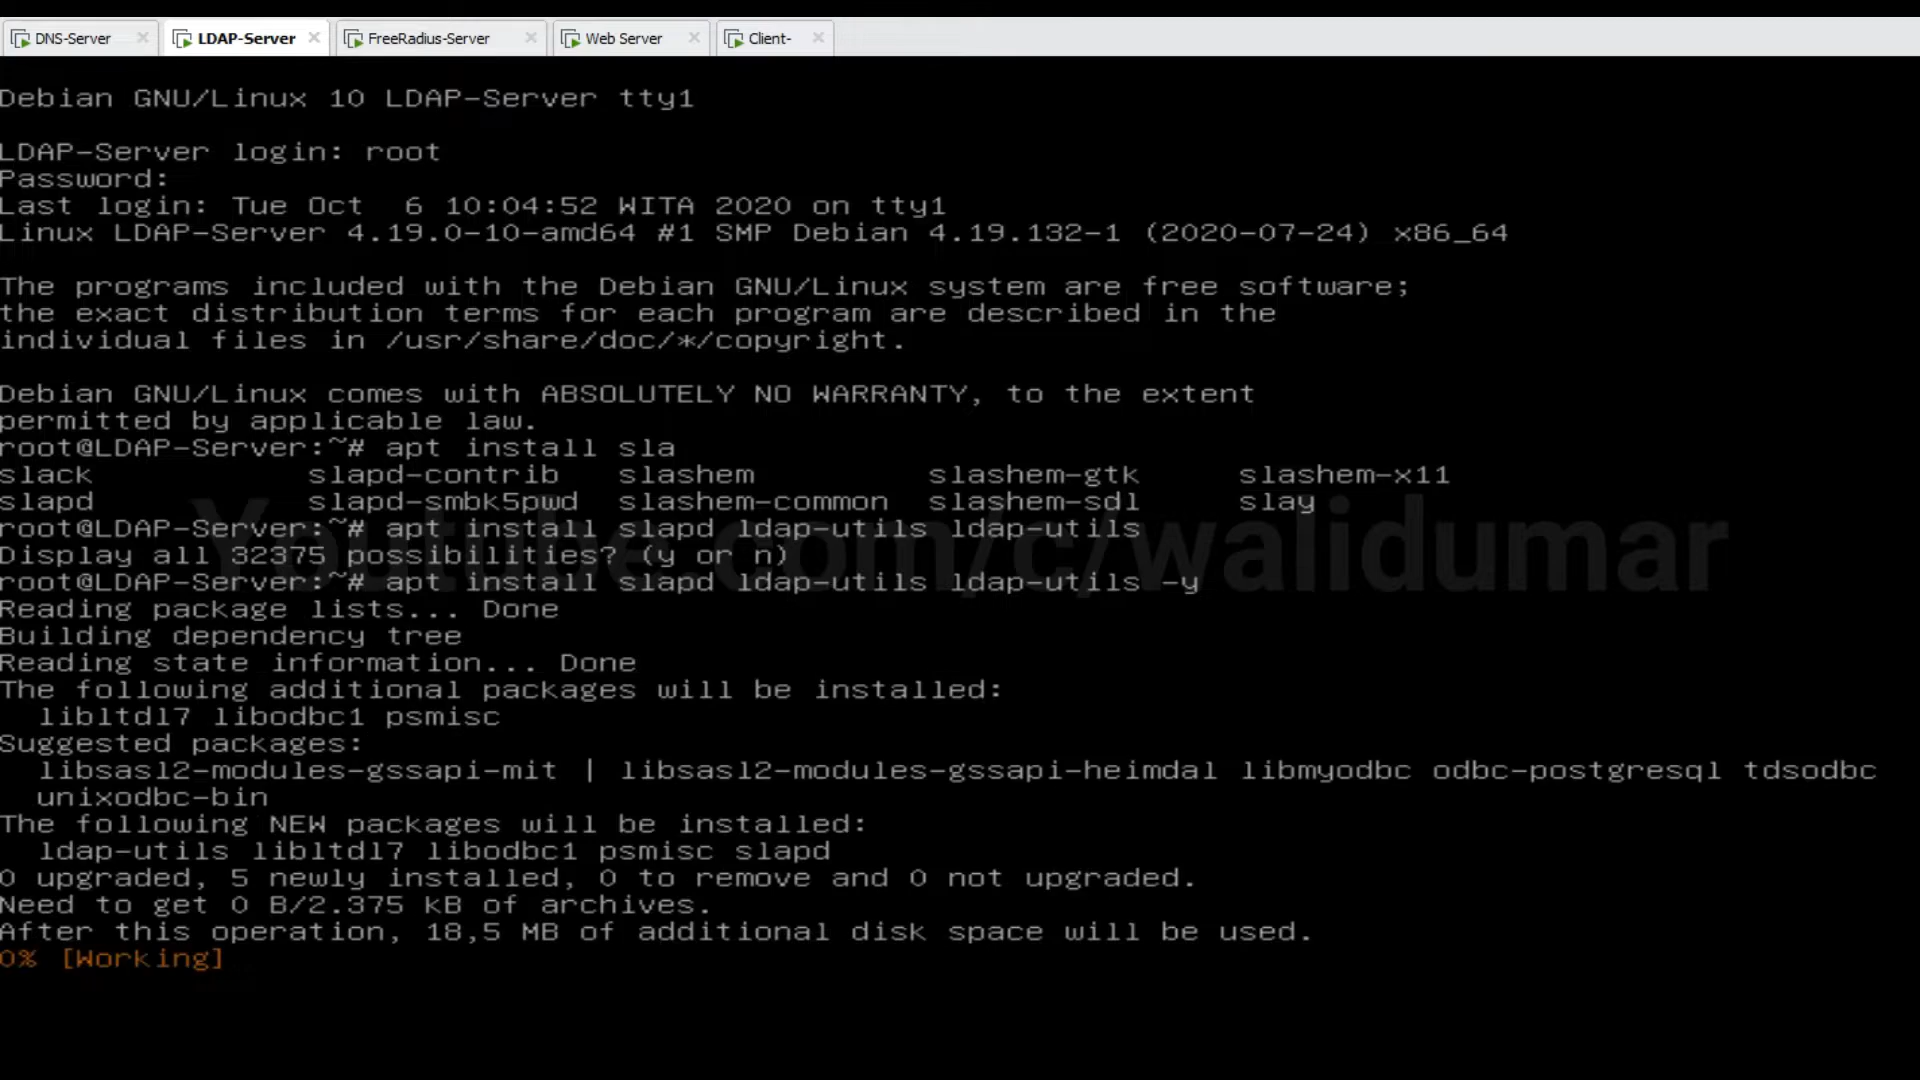 DNS-Server LDAP-Server FreeRadius-Server Web Server Client-
Debian GNU/Linux 10 LDAP-Server tty1
LDAP-Server login: root
Password:
Last login: Tue Oct  6 10:04:52 WITA 2020 on tty1
Linux LDAP-Server 4.19.0-10-amd64 #1 SMP Debian 4.19.132-1 (2020-07-24) x86_64
The programs included with the Debian GNU/Linux system are free software;
the exact distribution terms for each program are described in the
individual files in /usr/share/doc/*/copyright.
Debian GNU/Linux comes with ABSOLUTELY NO WARRANTY, to the extent
permitted by applicable law.
root@LDAP-Server:~# apt install sla
slack slapd-contrib slashem slashem-gtk slashem-x11
slapd slapd-smbk5pwd slashem-common slashem-sdl slay
root@LDAP-Server:~# apt install slapd ldap-utils ldap-utils
Display all 32375 possibilities? (y or n)
Youtube.com/c/walidumar
root@LDAP-Server:~# apt install slapd ldap-utils ldap-utils -y
Reading package lists... Done
Building dependency tree
Reading state information... Done
The following additional packages will be installed:
  libltdl7 libodbc1 psmisc
Suggested packages:
  libsasl2-modules-gssapi-mit | libsasl2-modules-gssapi-heimdal libmyodbc odbc-postgresql tdsodbc
  unixodbc-bin
The following NEW packages will be installed:
  ldap-utils libltdl7 libodbc1 psmisc slapd
0 upgraded, 5 newly installed, 0 to remove and 0 not upgraded.
Need to get 0 B/2.375 kB of archives.
After this operation, 18,5 MB of additional disk space will be used.
0% [Working]